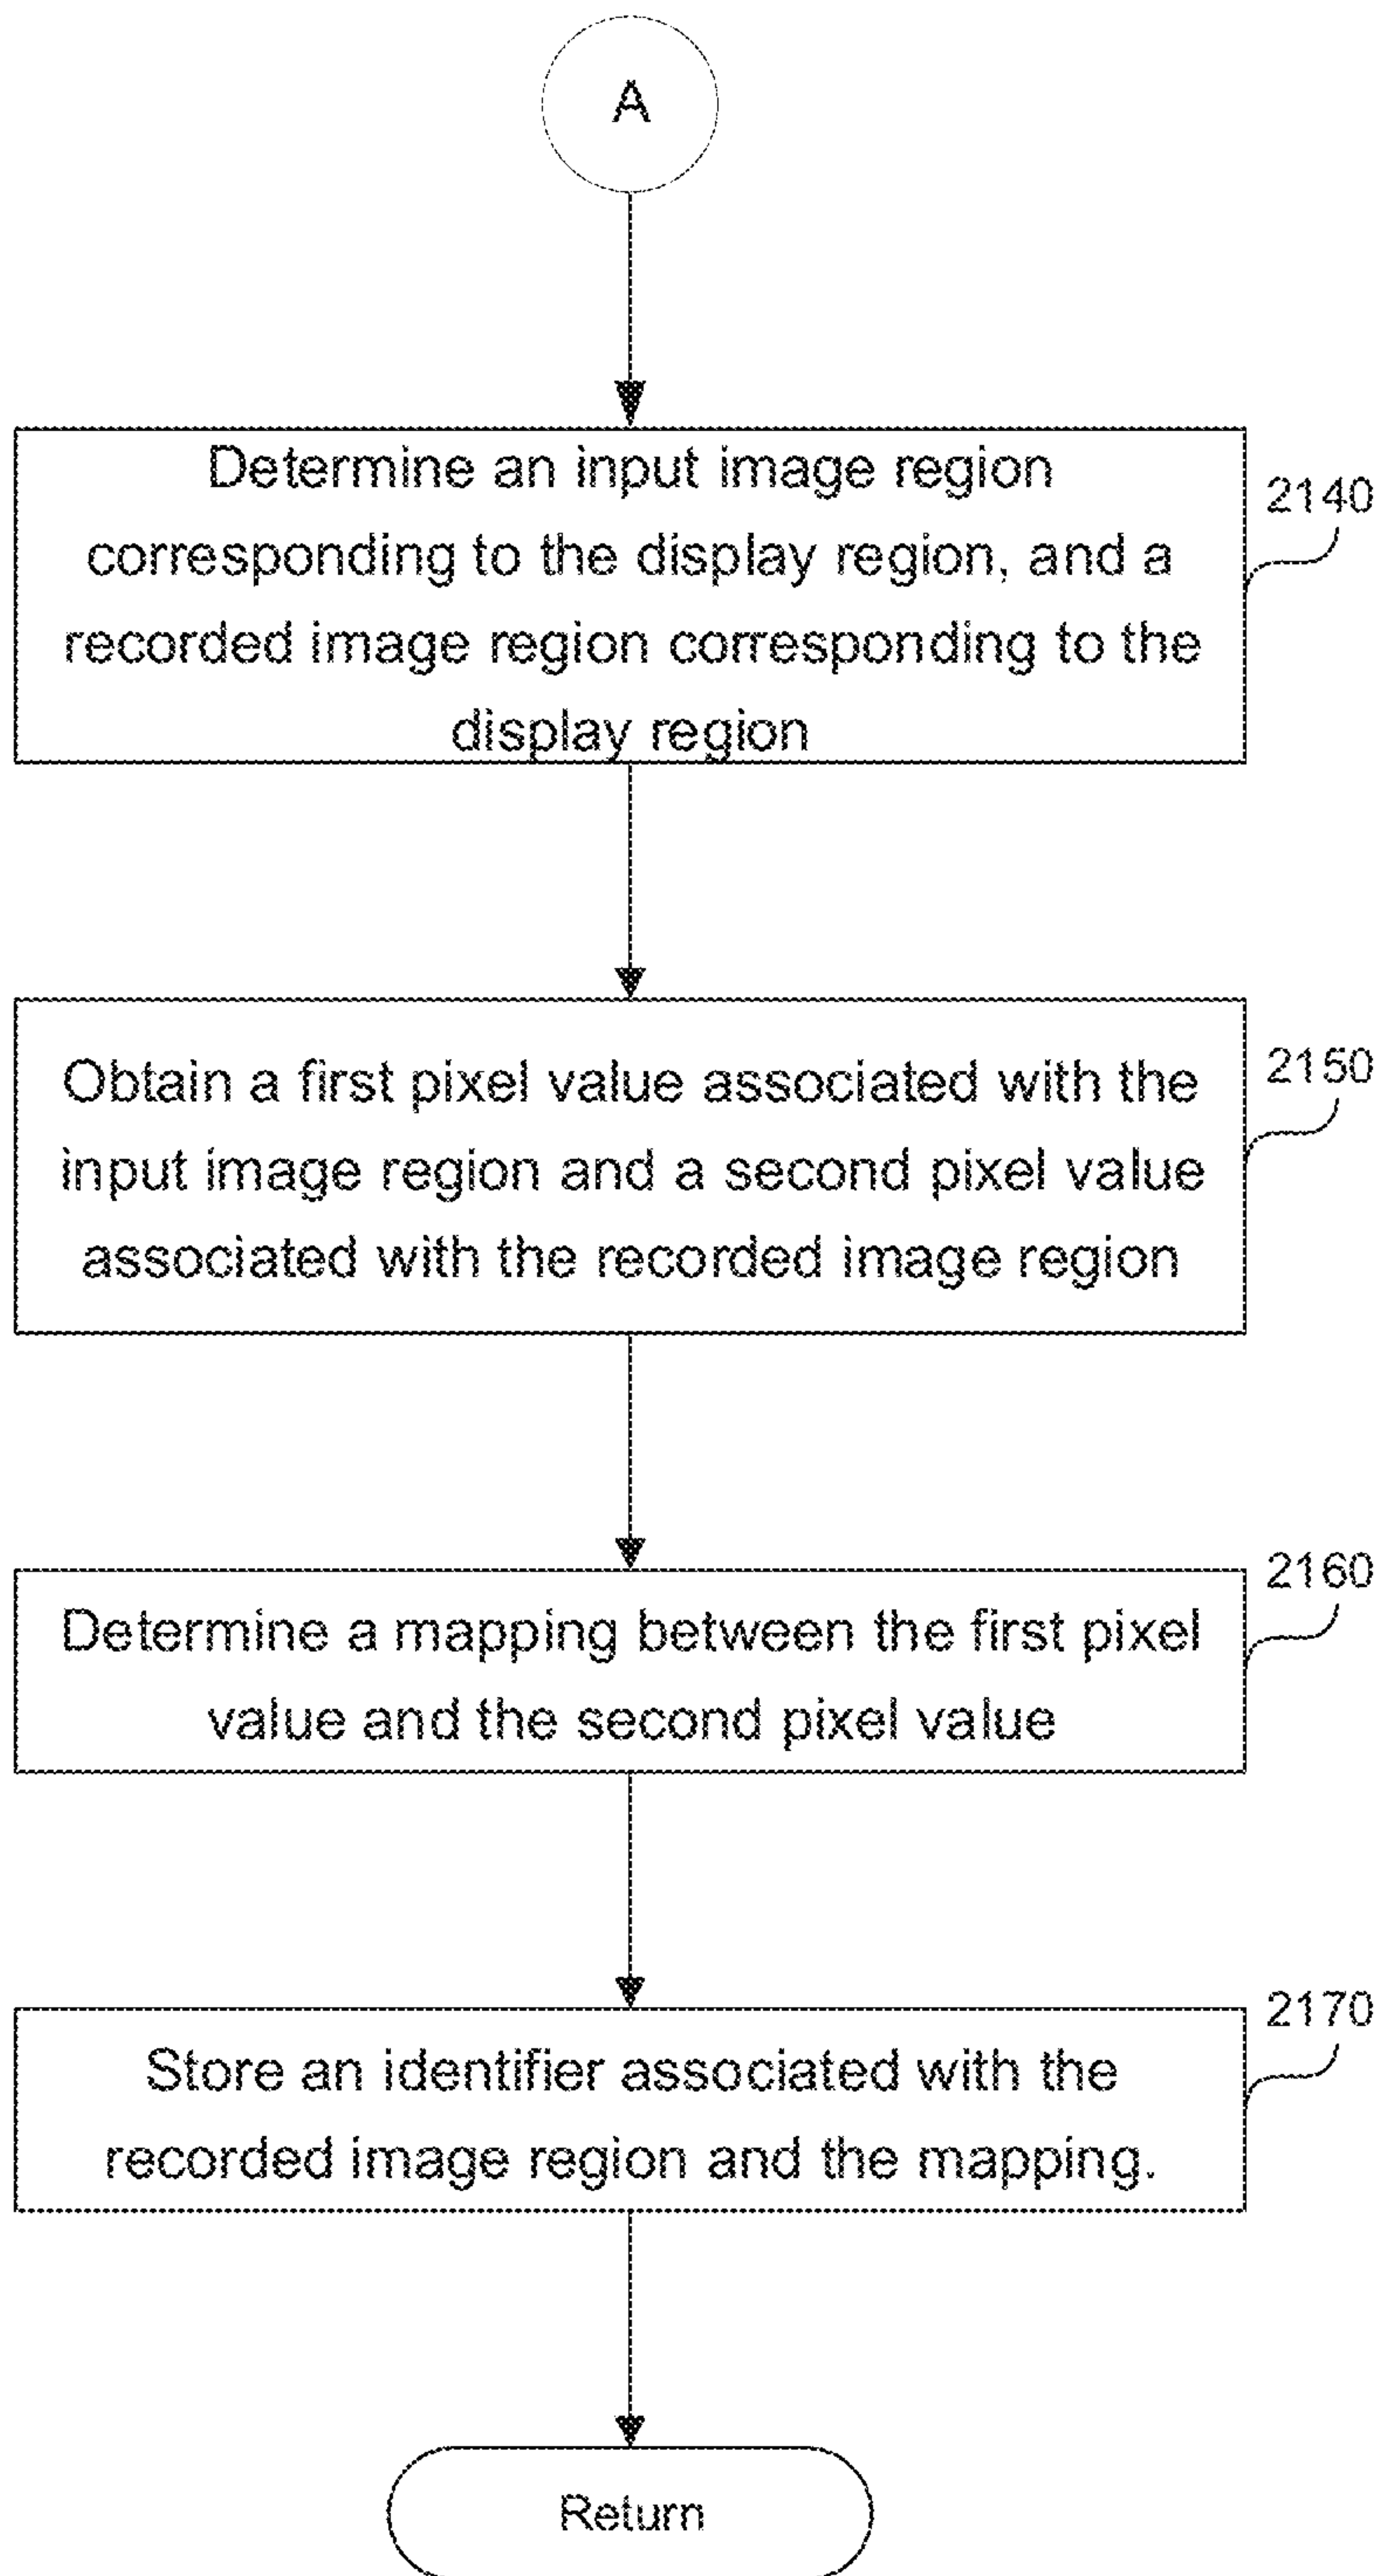 A
Determine an input image region
corresponding to the display region, and a
recorded image region corresponding to the
display region
2140
Obtain a first pixel value associated with the
input image region and a second pixel value
associated with the recorded image region
2150
Determine a mapping between the first pixel
value and the second pixel value
2160
Store an identifier associated with the
recorded image region and the mapping.
2170
Return